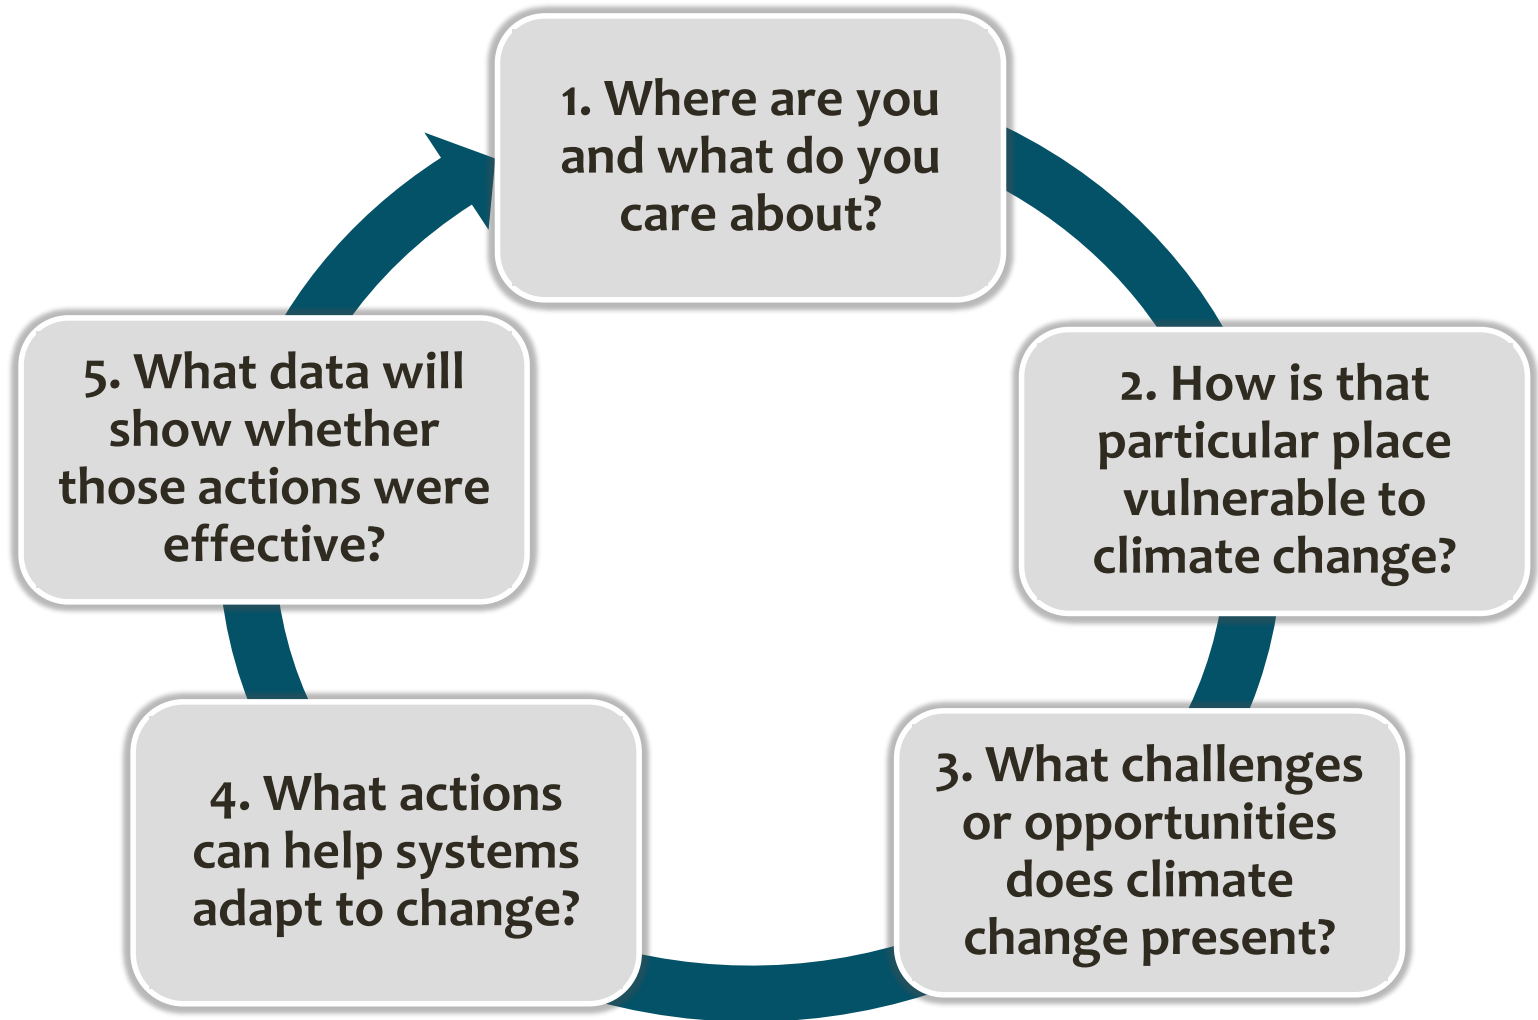 1. Where are you
and what do you
care about?
2. How is that
particular place
vulnerable to
climate change?
3. What challenges
or opportunities
does climate
change present?
4. What actions
can help systems
adapt to change?
5. What data will
show whether
those actions were
effective?